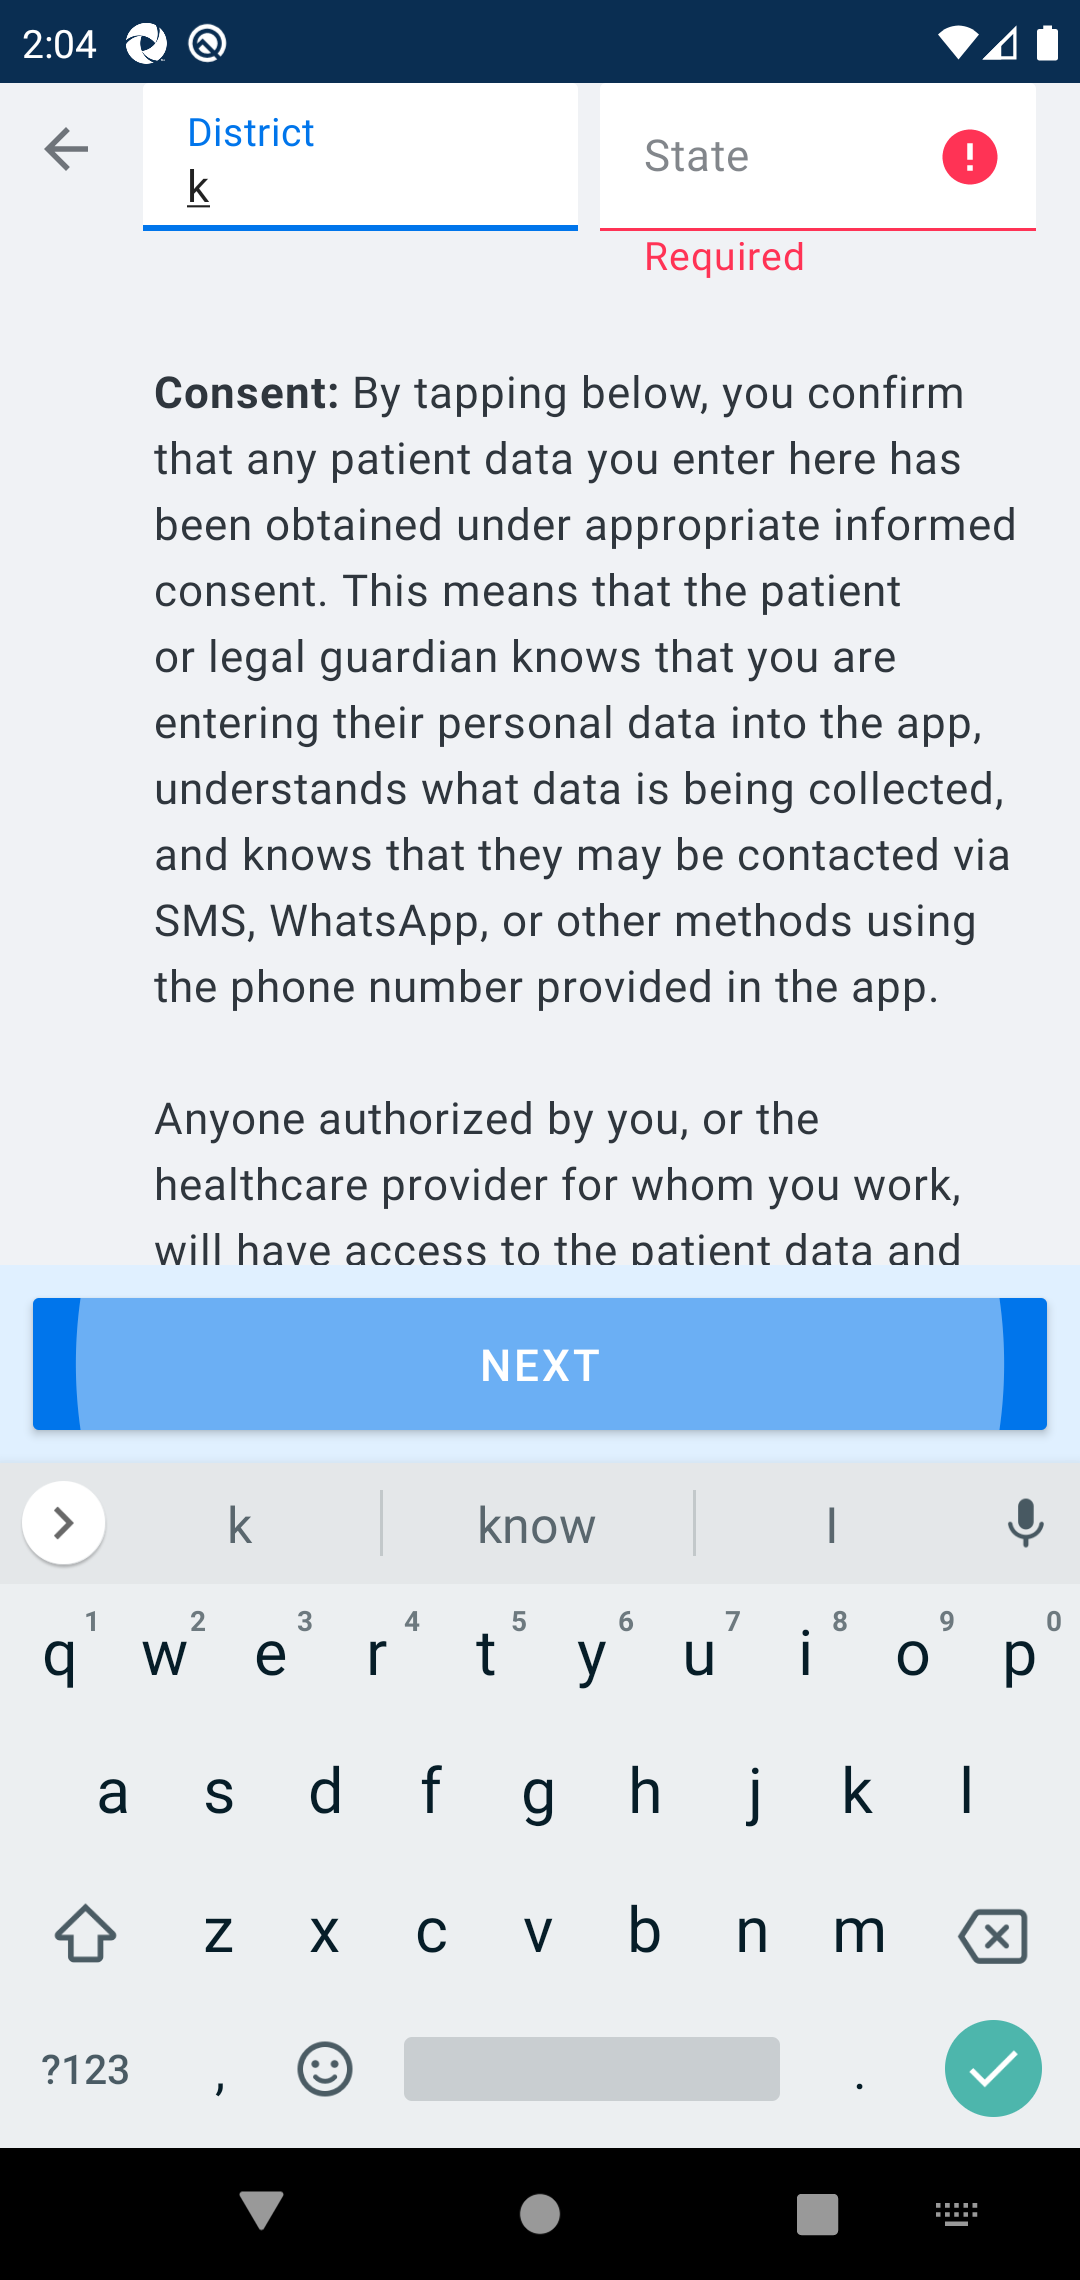 2:04
District
k
State
Required
Consent: By tapping below, you confirm
that any patient data you enter here has
been obtained under appropriate informed
consent. This means that the patient
or legal guardian knows that you are
entering their personal data into the app,
understands what data is being collected,
and knows that they may be contacted via
SMS, WhatsApp, or other methods using
the phone number provided in the app.
Anyone authorized by you, or the
healthcare provider for whom you work,
will have access to the patient data and
NEXT
k know I
1 2 3 4 5 6 7 8 9 0
q w e r t y u i o p
a s d f g h j k l
z x c v b n m
?123 , .